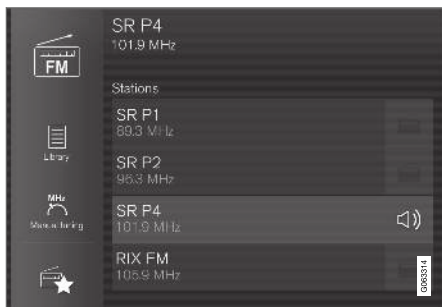 FM
SR P4
101.9 MHz
Stations
SR P1
89.3 MHz
SR P2
96.3 MHz
SR P4
101.9 MHz
RIX FM
105.9 MHz
Library
MHz
Manual tuning
G063314